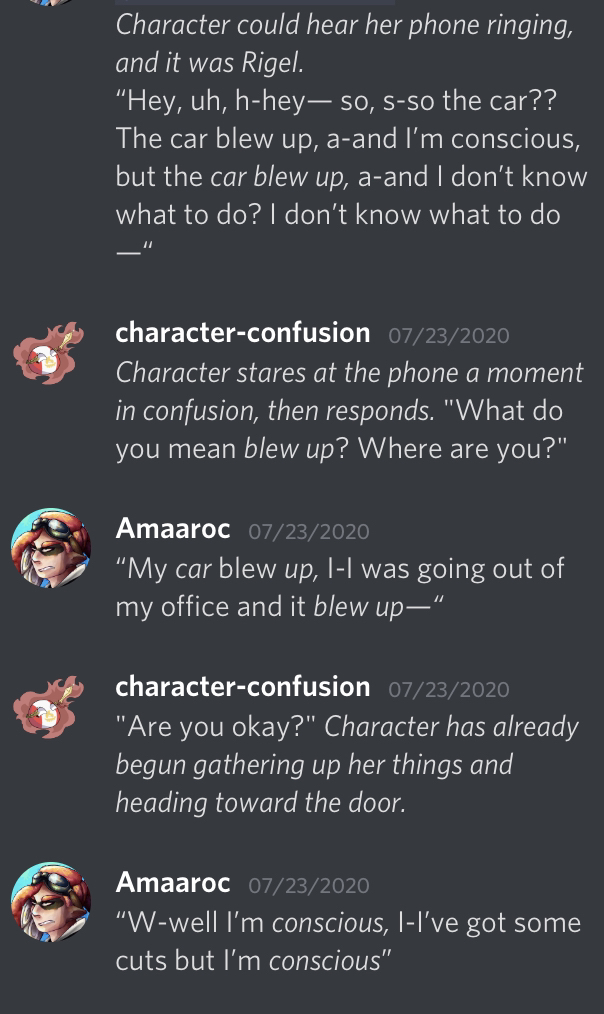 Character could hear her phone ringing,
and it was Rigel.
“Hey, uh, h-hey— so, s-so the car??
The car blew up, a-and I’m conscious,
but the car blew up, a-and I don’t know
what to do? I don’t know what to do
—“
character-confusion 07/23/2020
Character stares at the phone a moment
in confusion, then responds. "What do
you mean blew up? Where are you?"
Amaaroc 07/23/2020
“My car blew up, I-I was going out of
my office and it blew up—“
character-confusion 07/23/2020
"Are you okay?" Character has already
begun gathering up her things and
heading toward the door.
Amaaroc 07/23/2020
“W-well I’m conscious, I-I’ve got some
cuts but I’m conscious”